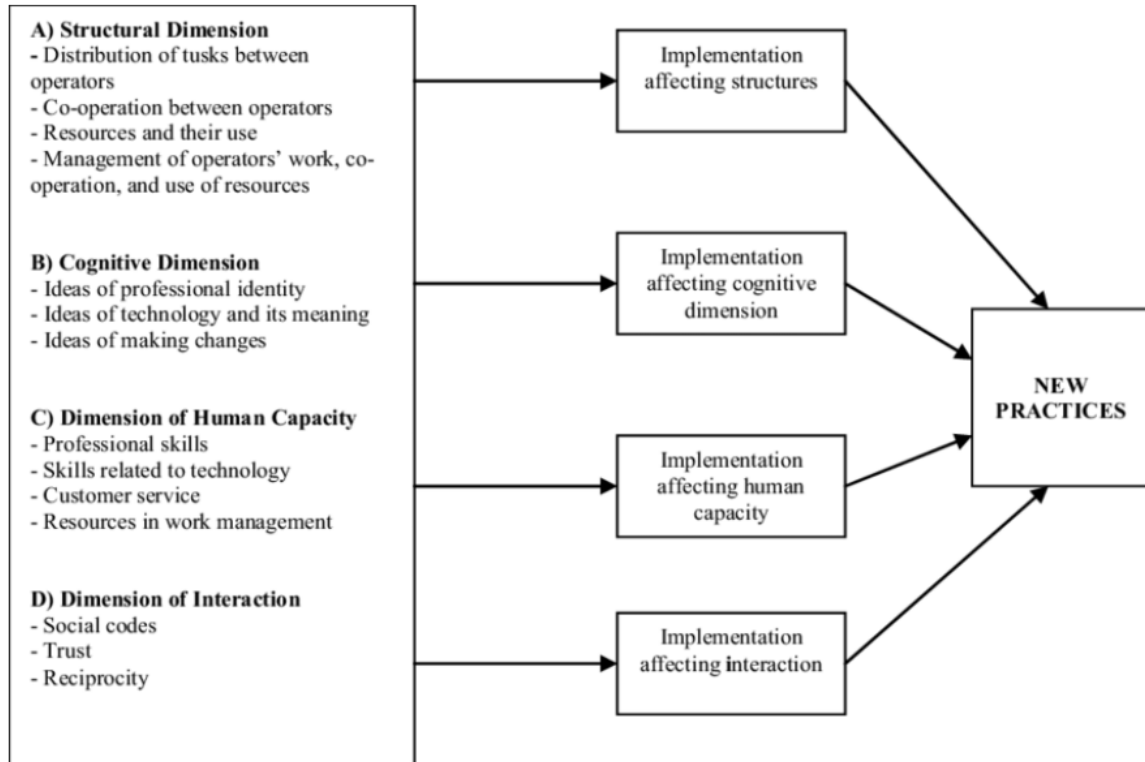 A) Structural Dimension
- Distribution of tusks between
operators
- Co-operation between operators
- Resources and their use
- Management of operators' work, co-
operation, and use of resources
B) Cognitive Dimension
- Ideas of professional identity
- Ideas of technology and its meaning
- Ideas of making changes
C) Dimension of Human Capacity
- Professional skills
- Skills related to technology
- Customer service
- Resources in work management
D) Dimension of Interaction
- Social codes
- Trust
- Reciprocity
Implementation
affecting structures
Implementation
affecting cognitive
dimension
Implementation
affecting human
capacity
Implementation
affecting interaction
NEW
PRACTICES